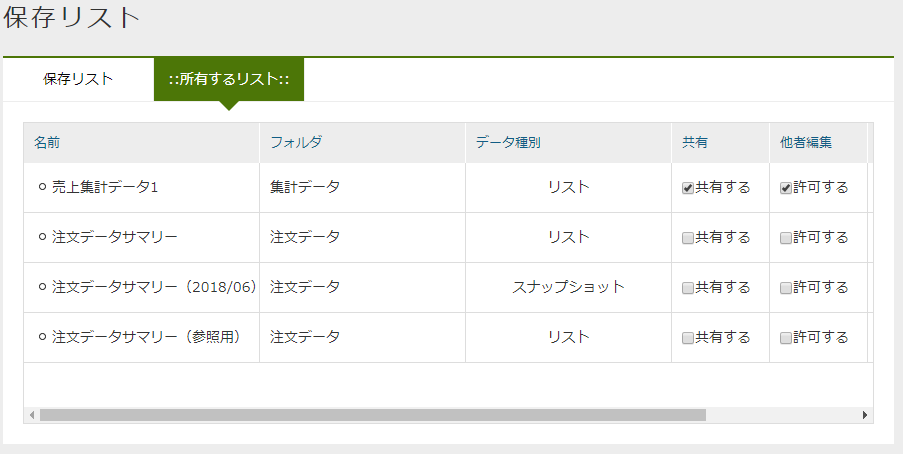 保存リスト
保存リスト ::所有するリスト::
名前 フォルダ データ種別 共有 他者編集
売上集計データ1 集計データ リスト 共有する 許可する
注文データサマリー 注文データ リスト 共有する 許可する
注文データサマリー（2018/06） 注文データ スナップショット 共有する 許可する
注文データサマリー（参照用） 注文データ リスト 共有する 許可する